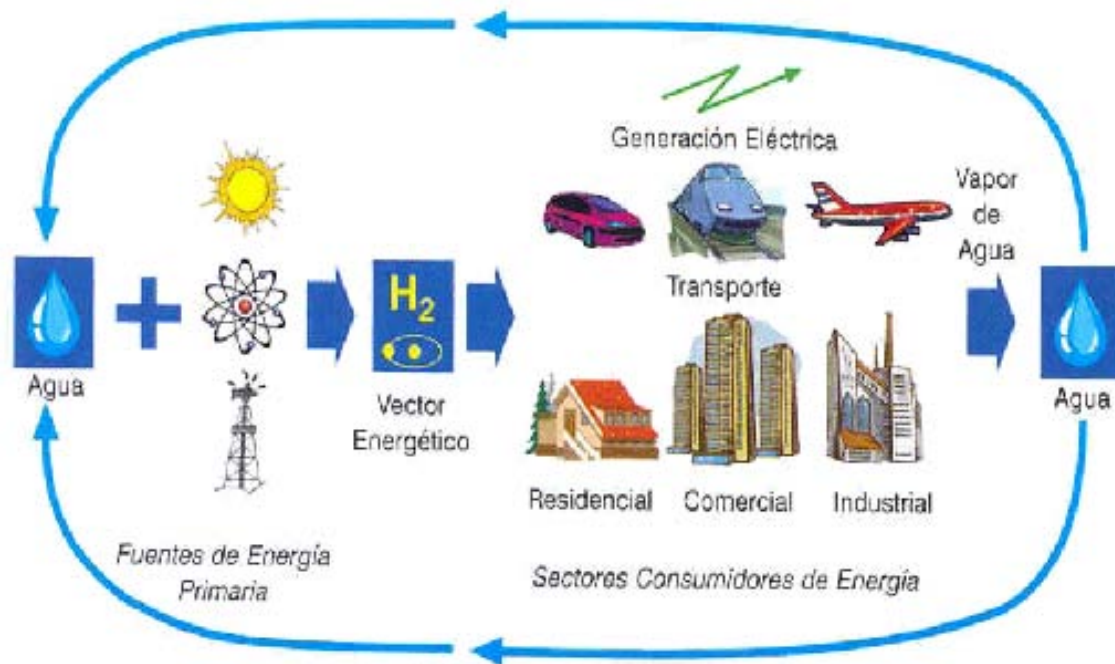 Generación Eléctrica
Vapor
de
Agua
Transporte
H2
Agua
Vector
Energético
Agua
Residencial
Comercial
Industrial
Fuentes de Energía
Primaria
Sectores Consumidores de Energía